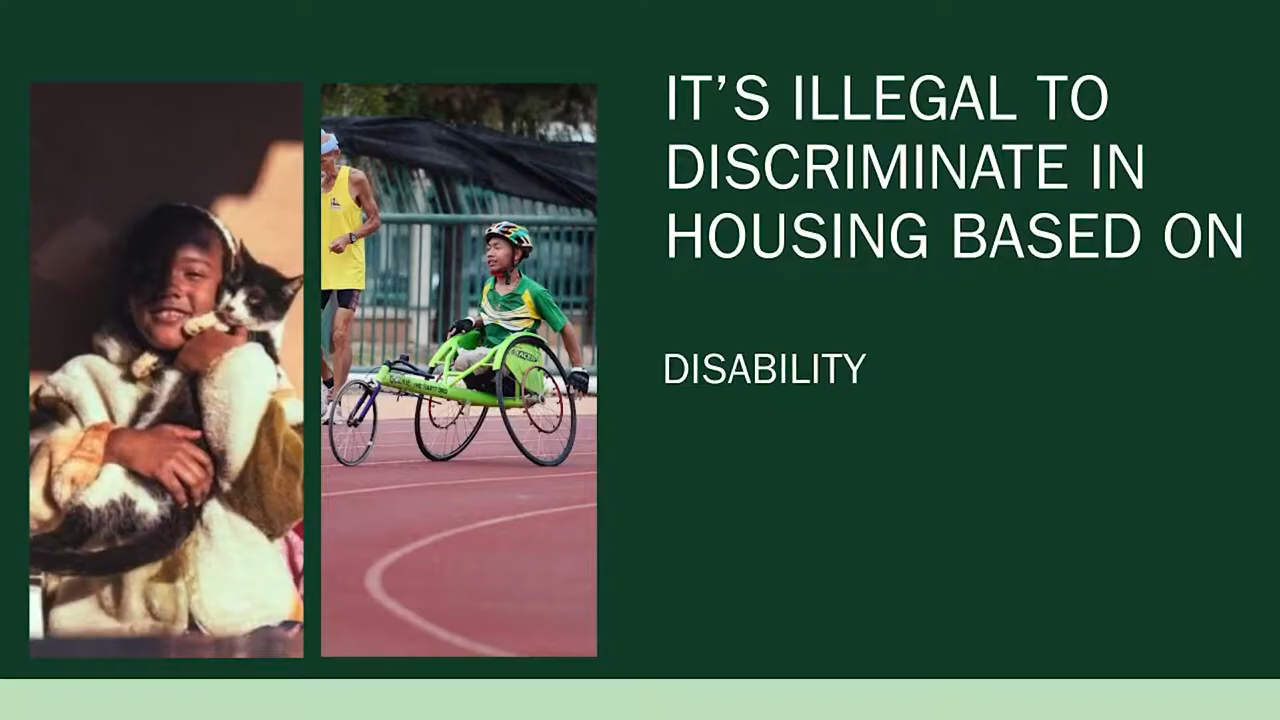 IT'S ILLEGAL TO
DISCRIMINATE IN
HOUSING BASED ON
DISABILITY